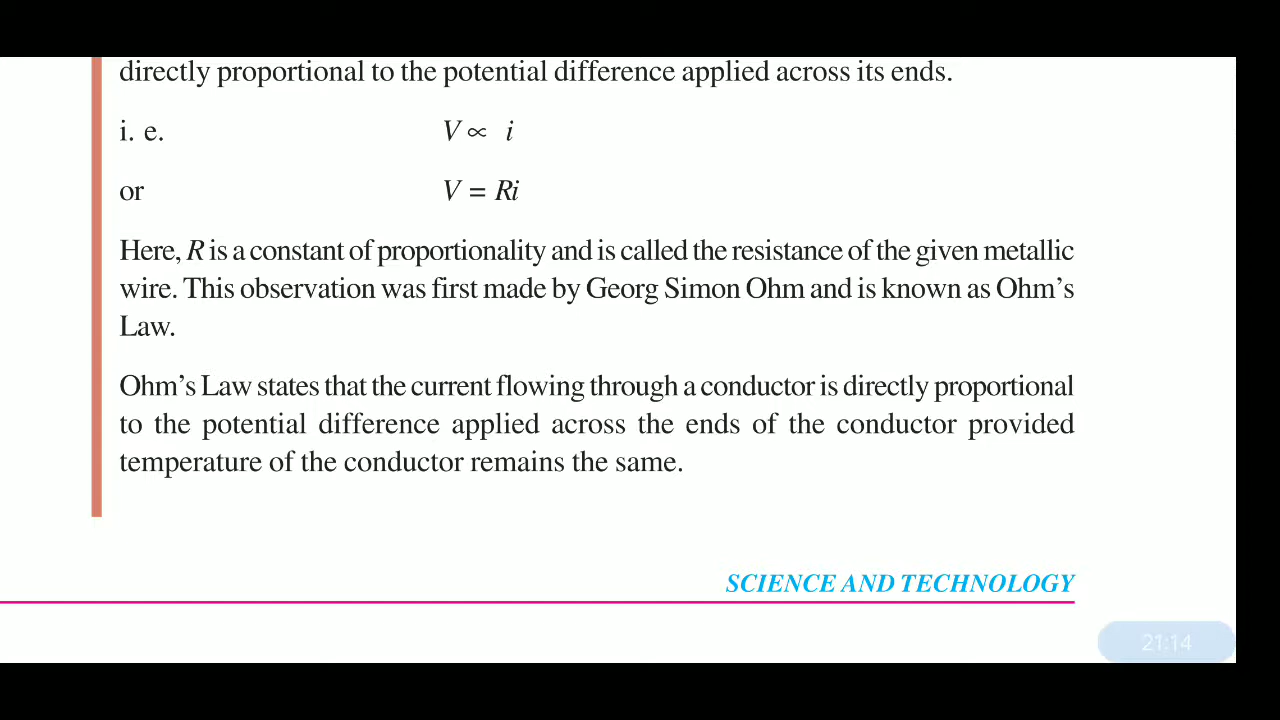 directly proportional to the potential difference applied across its ends.
i. e. V ∝ i
or V = Ri
Here, R is a constant of proportionality and is called the resistance of the given metallic
wire. This observation was first made by Georg Simon Ohm and is known as Ohm’s
Law.
Ohm’s Law states that the current flowing through a conductor is directly proportional
to the potential difference applied across the ends of the conductor provided
temperature of the conductor remains the same.
SCIENCE AND TECHNOLOGY
21:14